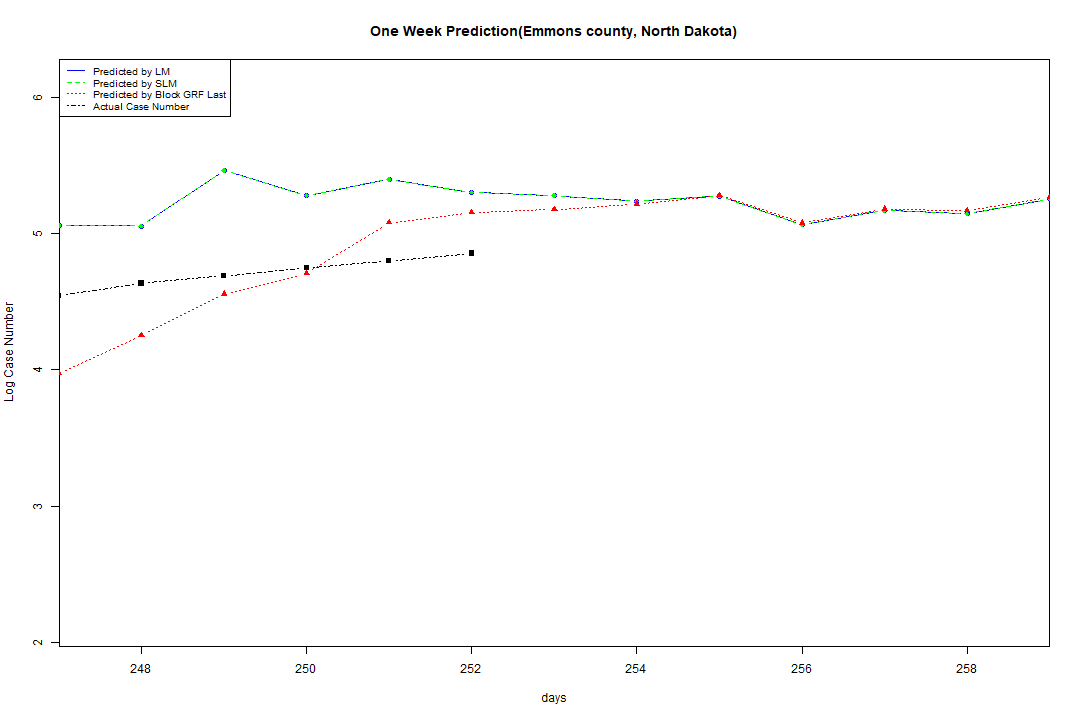 One Week Prediction(Emmons county, North Dakota)
Predicted by LM
Predicted by SLM
Predicted by Block GRF Last
Actual Case Number
6
5
4
3
2
Log Case Number
248 250 252 254 256 258
days